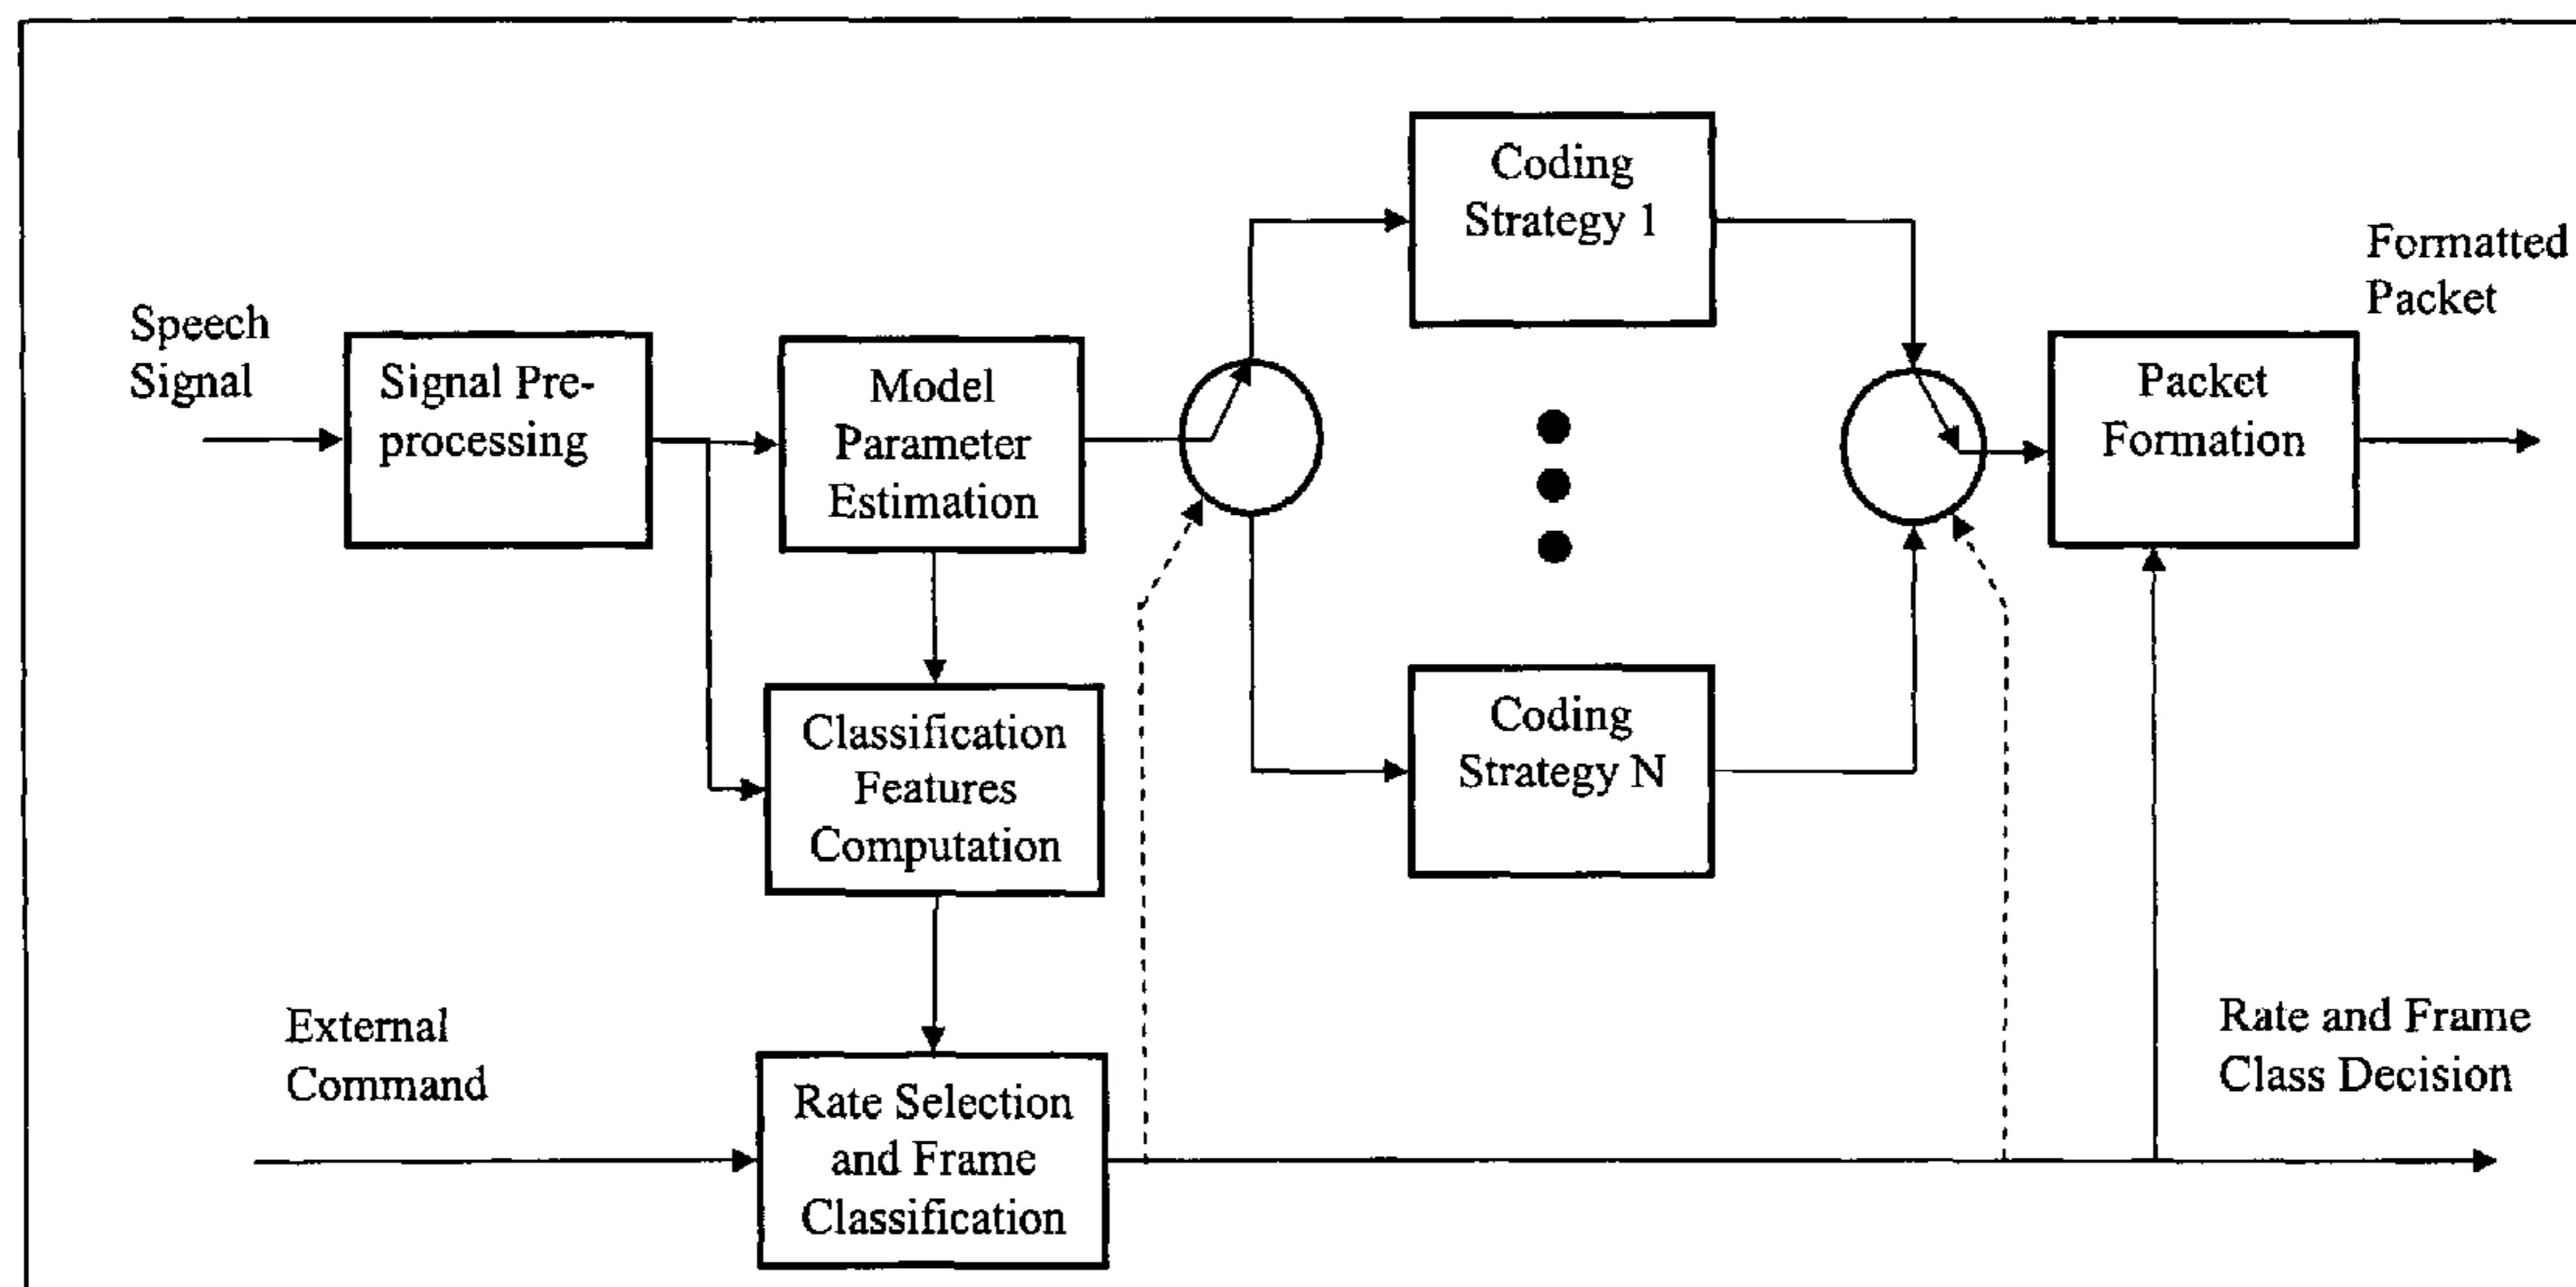 Speech
Signal
Signal Pre-
processing
Model
Parameter
Estimation
Coding
Strategy 1
Formatted
Packet
Packet
Formation
Classification
Features
Computation
Coding
Strategy N
External
Command
Rate Selection
and Frame
Classification
Rate and Frame
Class Decision